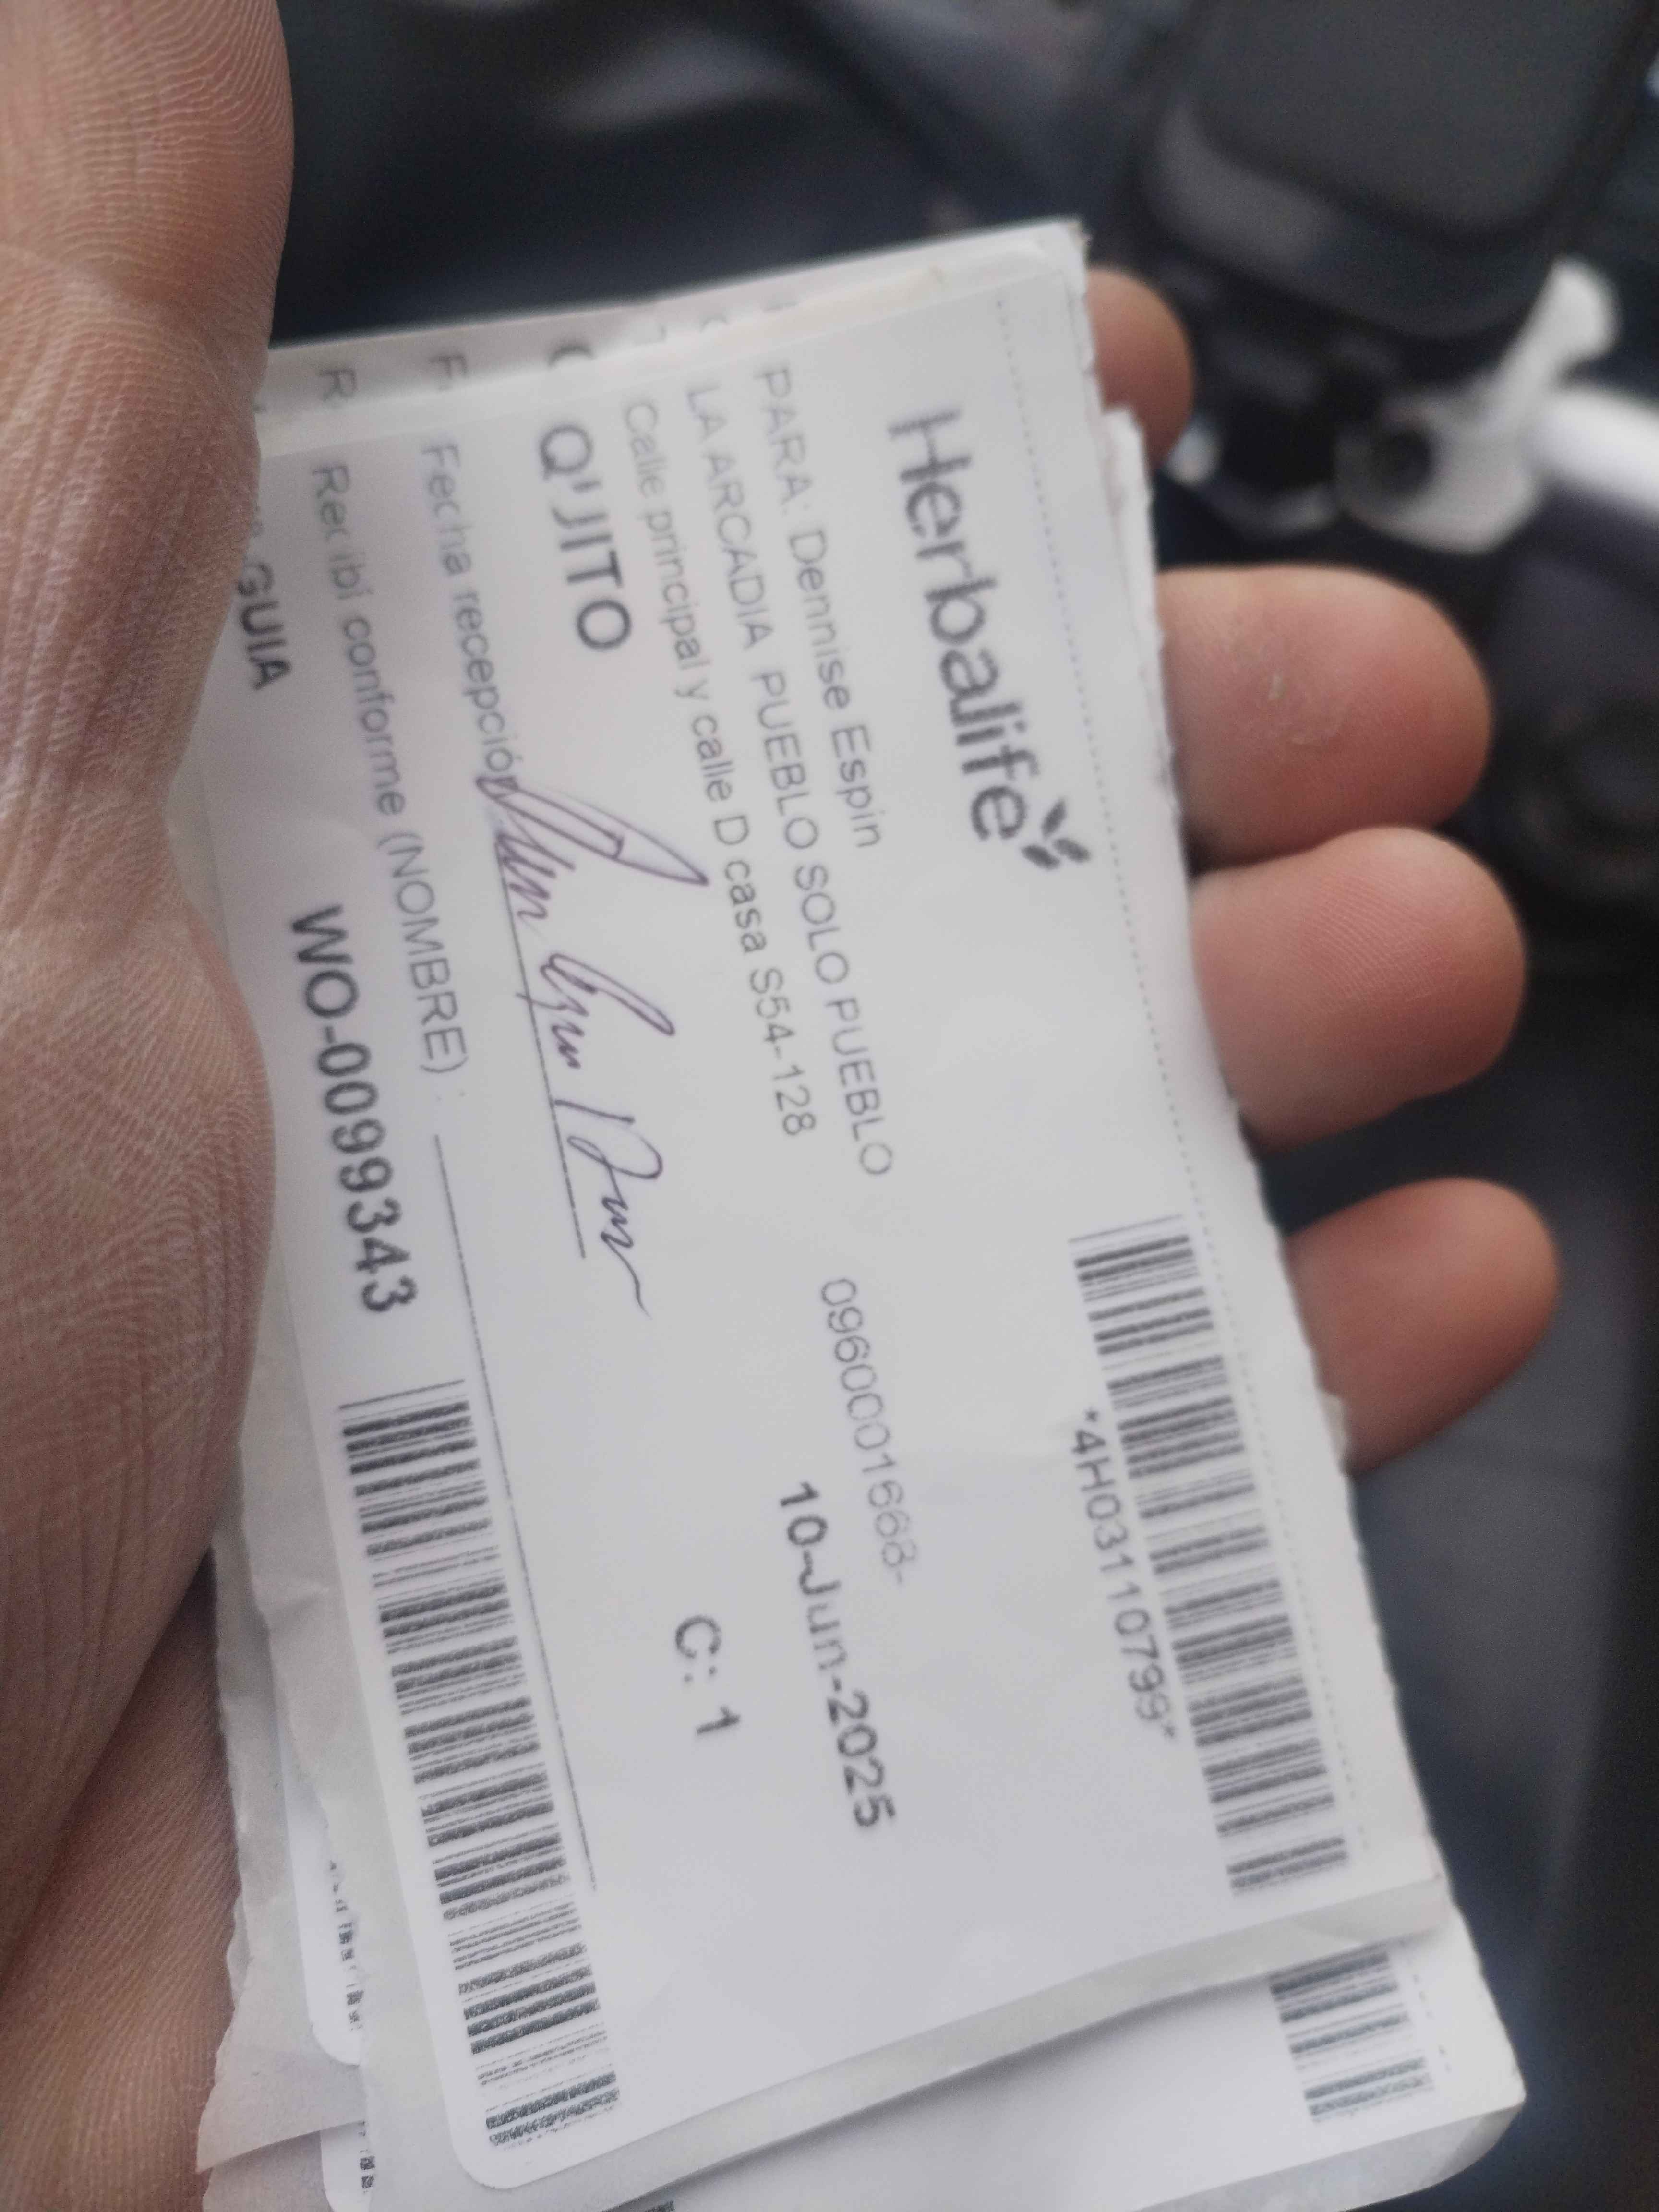 Herbalife
*4H03110799*
PARA: Dennise Espin
LA ARCADIA PUEBLO SOLO PUEBLO
0960001668-
Calle principal y calle D casa S54-128
10-Jun-2025
QUITO
C: 1
Fecha recepción
Recibí conforme (NOMBRE) :
GUIA
WO-0099343